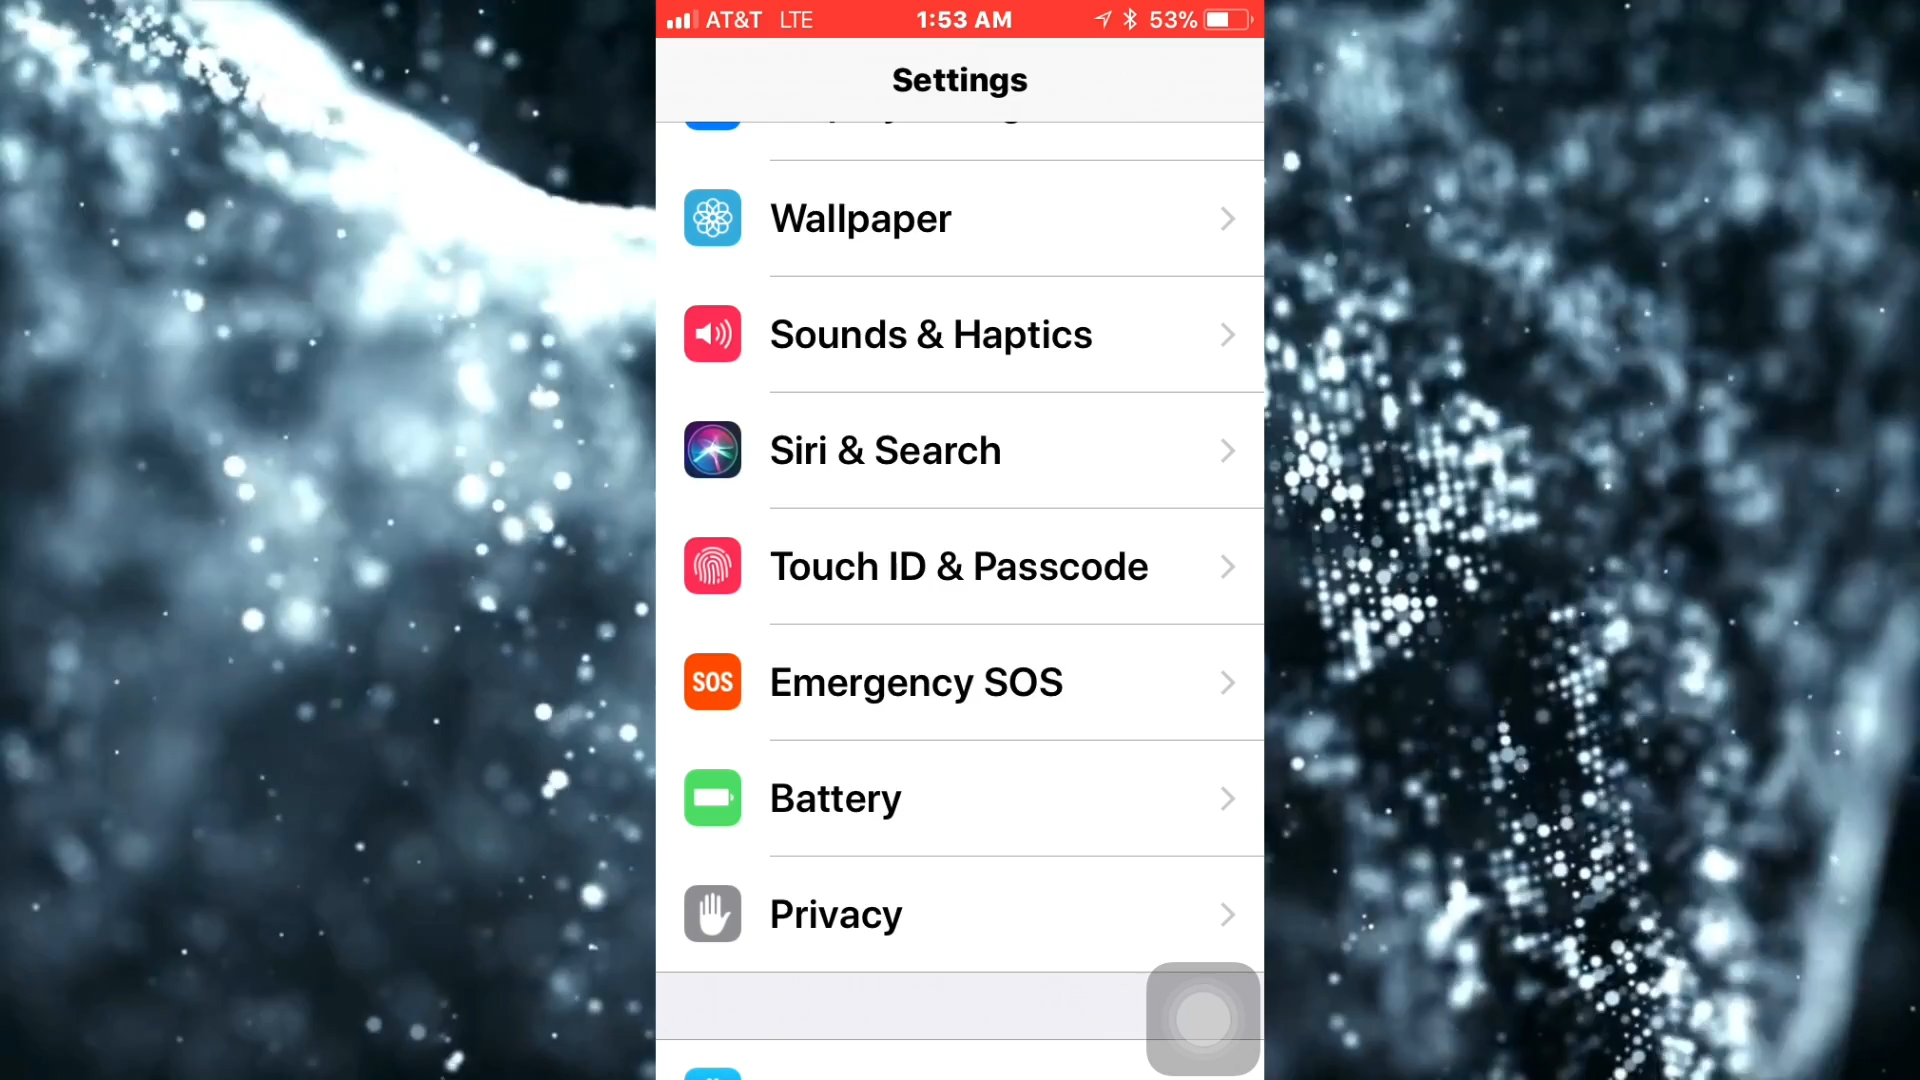 AT&T LTE 1:53 AM 53%
Settings
Wallpaper
Sounds & Haptics
Siri & Search
Touch ID & Passcode
SOS Emergency SOS
Battery
Privacy